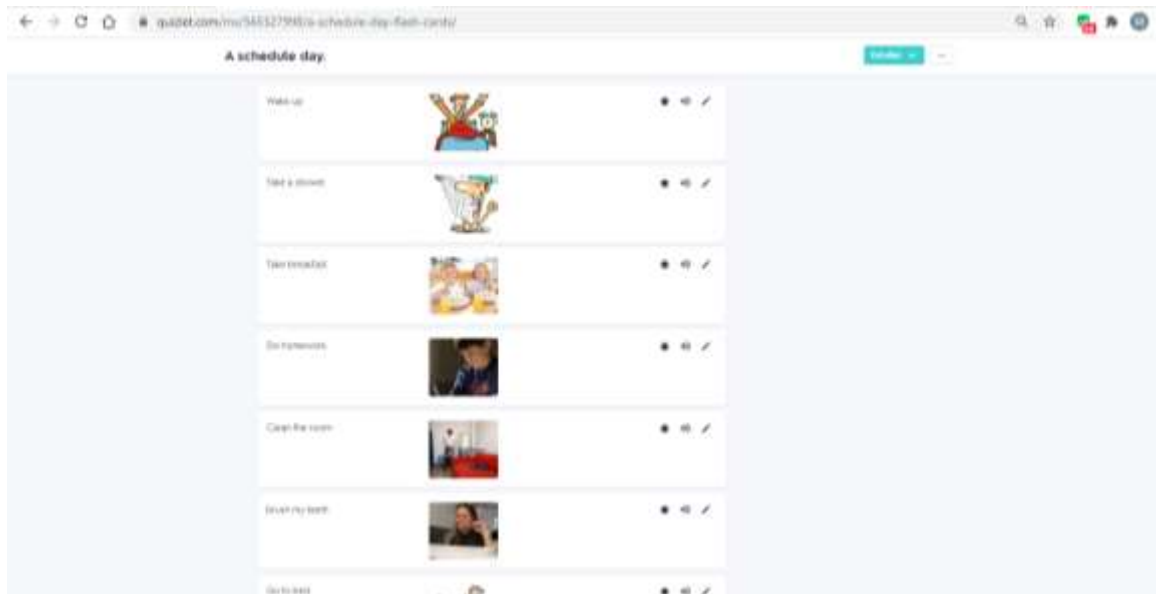 A schedule day.
Wake up
Take a shower
Take breakfast
Do homework
Clean the room
brush my teeth
Go to bed